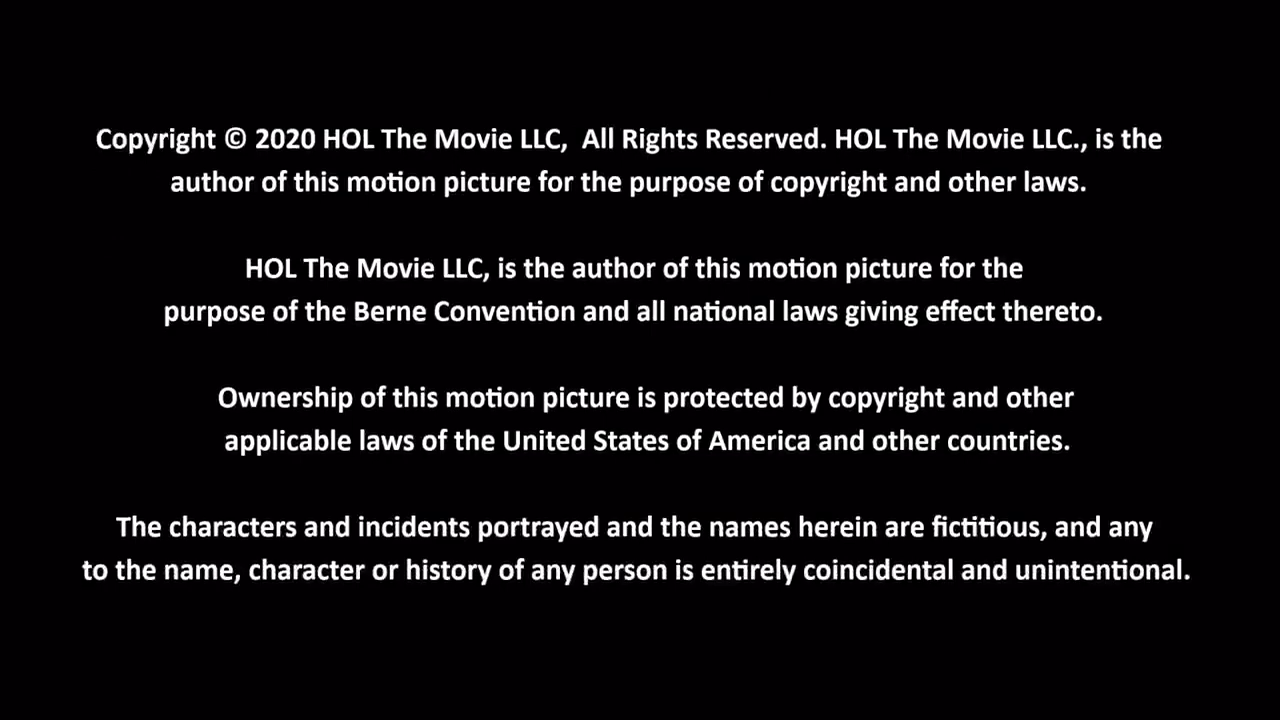 Copyright © 2020 HOL The Movie LLC,  All Rights Reserved. HOL The Movie LLC., is the
author of this motion picture for the purpose of copyright and other laws.
HOL The Movie LLC, is the author of this motion picture for the
purpose of the Berne Convention and all national laws giving effect thereto.
Ownership of this motion picture is protected by copyright and other
applicable laws of the United States of America and other countries.
The characters and incidents portrayed and the names herein are fictitious, and any
to the name, character or history of any person is entirely coincidental and unintentional.